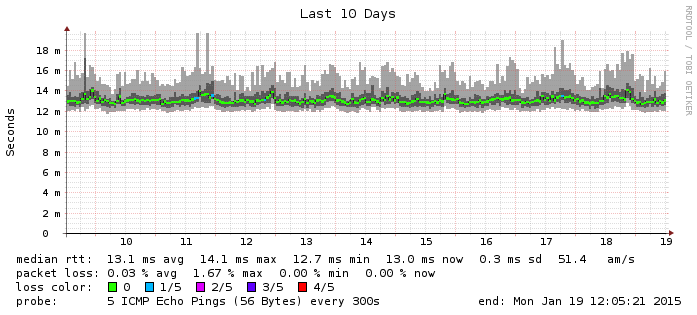 Last 10 Days
RRDTOOL / TOBI OETIKER
Seconds
18 m
16 m
14 m
12 m
10 m
8 m
6 m
4 m
2 m
0
10 11 12 13 14 15 16 17 18 19
median rtt: 13.1 ms avg 14.1 ms max 12.7 ms min 13.0 ms now 0.3 ms sd 51.4 am/s
packet loss: 0.03 % avg 1.67 % max 0.00 % min 0.00 % now
loss color: 0 1/5 2/5 3/5 4/5
probe: 5 ICMP Echo Pings (56 Bytes) every 300s end: Mon Jan 19 12:05:21 2015